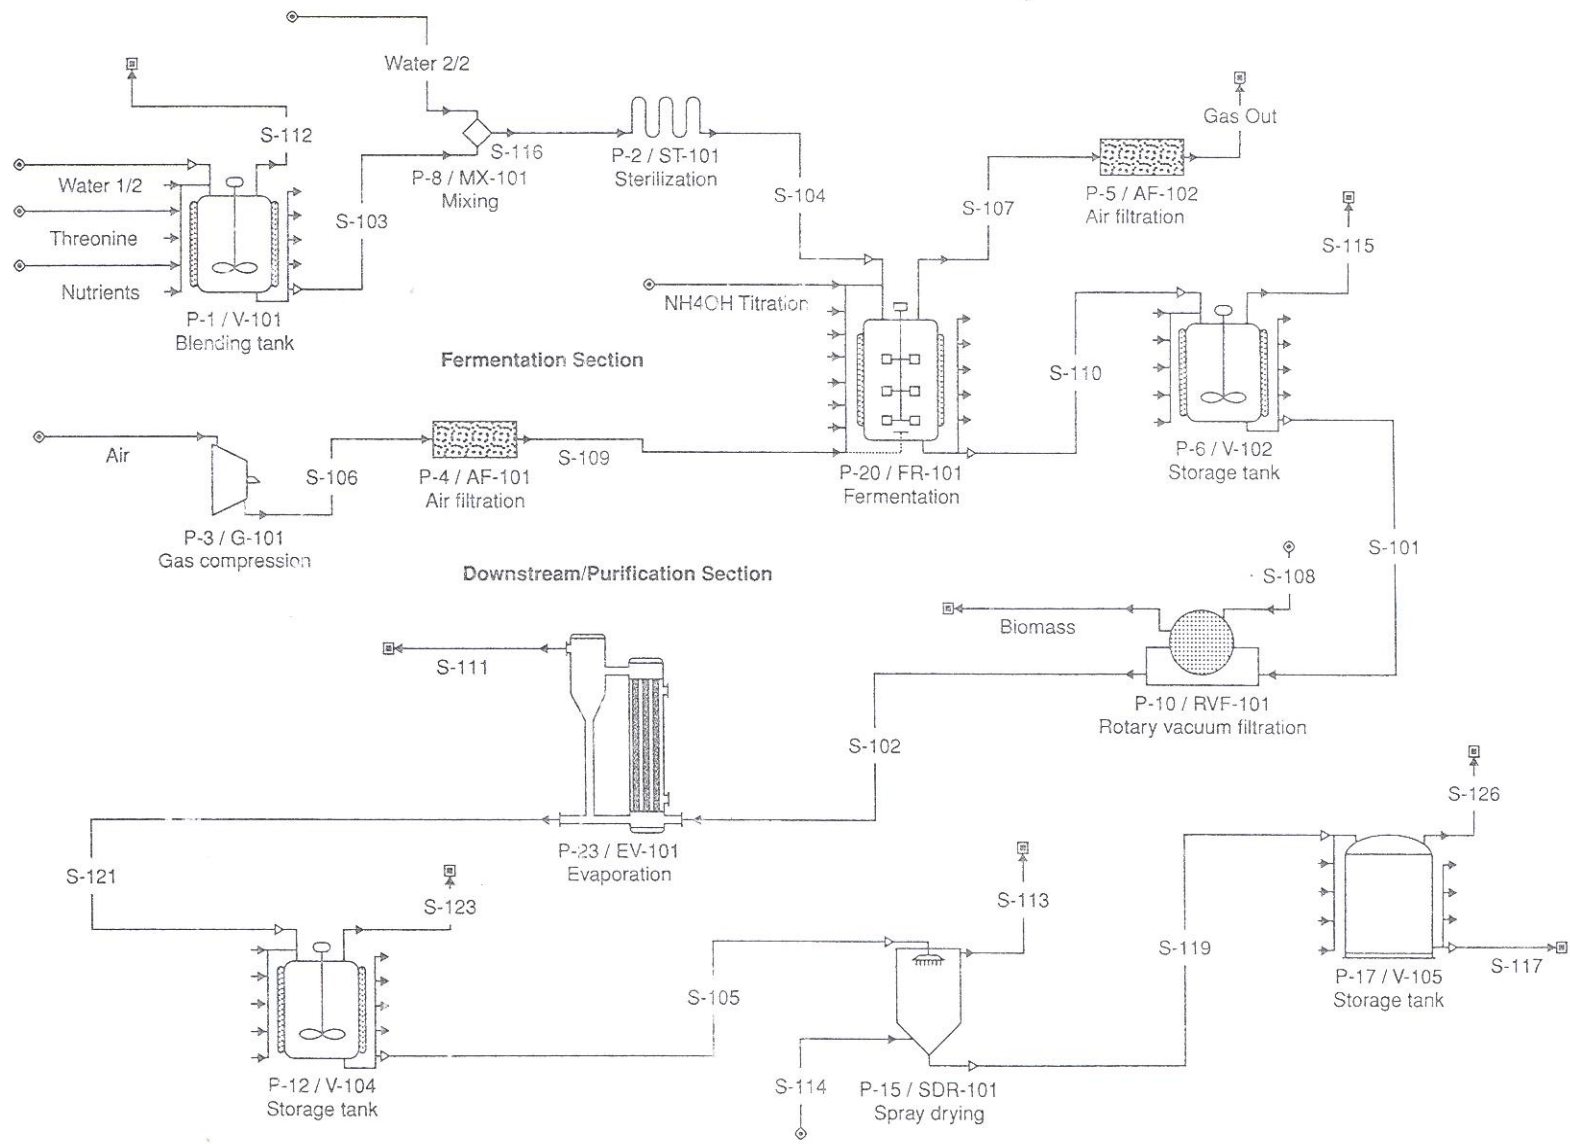 Water 2/2
S-112
Water 1/2
Threonine
Nutrients
P-1 / V-101
Blending tank
S-103
S-116
P-8 / MX-101
Mixing
P-2 / ST-101
Sterilization
S-104
S-107
Gas Out
P-5 / AF-102
Air filtration
S-115
NH4OH Titration
Fermentation Section
S-110
P-6 / V-102
Storage tank
P-20 / FR-101
Fermentation
Air
S-106
P-4 / AF-101
Air filtration
S-109
P-3 / G-101
Gas compression
S-101
Downstream/Purification Section
S-108
Biomass
P-10 / RVF-101
Rotary vacuum filtration
S-111
S-102
P-23 / EV-101
Evaporation
S-121
S-123
P-12 / V-104
Storage tank
S-105
S-113
S-114
P-15 / SDR-101
Spray drying
S-119
S-126
P-17 / V-105
Storage tank
S-117